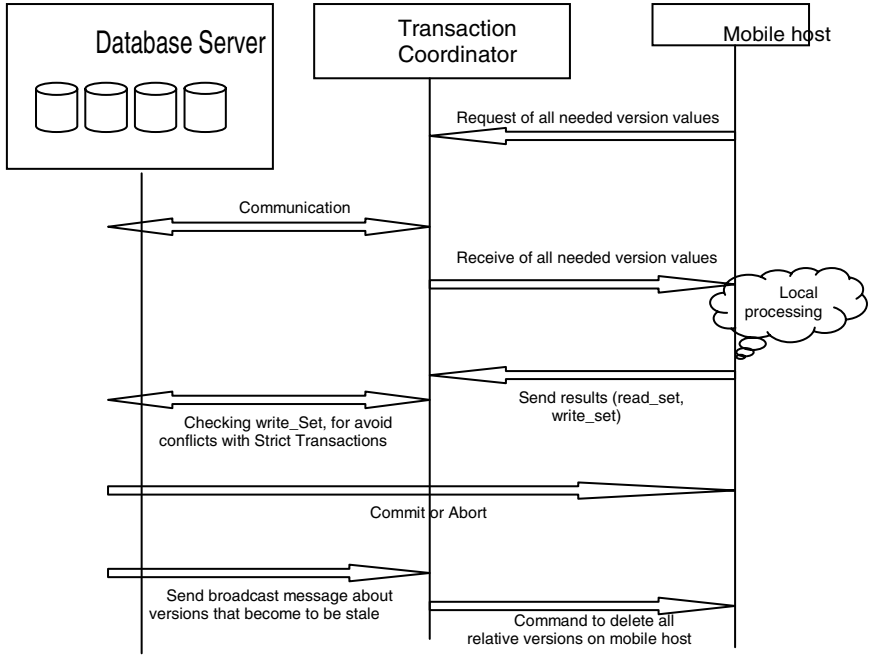 Database Server
Transaction
Coordinator
Mobile host
Request of all needed version values
Communication
Receive of all needed version values
Local
processing
Send results (read_set,
write_set)
Checking write_Set, for avoid
conflicts with Strict Transactions
Commit or Abort
Send broadcast message about
versions that become to be stale
Command to delete all
relative versions on mobile host